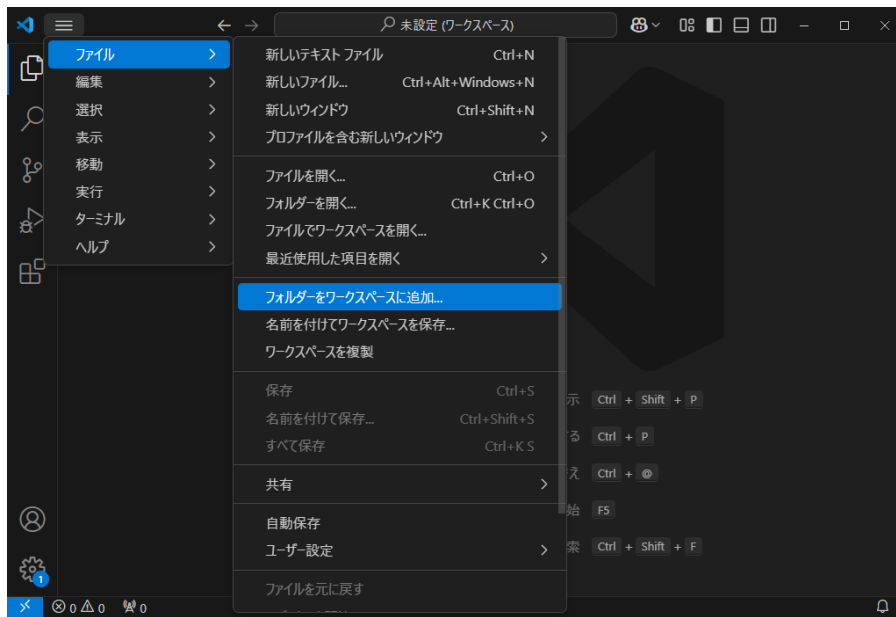 未設定 (ワークスペース)
ファイル
編集
選択
表示
移動
実行
ターミナル
ヘルプ
新しいテキスト ファイル Ctrl+N
新しいファイル... Ctrl+Alt+Windows+N
新しいウィンドウ Ctrl+Shift+N
プロファイルを含む新しいウィンドウ
ファイルを開く... Ctrl+O
フォルダーを開く... Ctrl+K Ctrl+O
ファイルでワークスペースを開く...
最近使用した項目を開く
フォルダーをワークスペースに追加...
名前を付けてワークスペースを保存...
ワークスペースを複製
保存 Ctrl+S
名前を付けて保存... Ctrl+Shift+S
すべて保存 Ctrl+K S
共有
自動保存
ユーザー設定
ファイルを元に戻す
示 Ctrl + Shift + P
る Ctrl + P
え Ctrl + @
始 F5
索 Ctrl + Shift + F
1
0 0 0